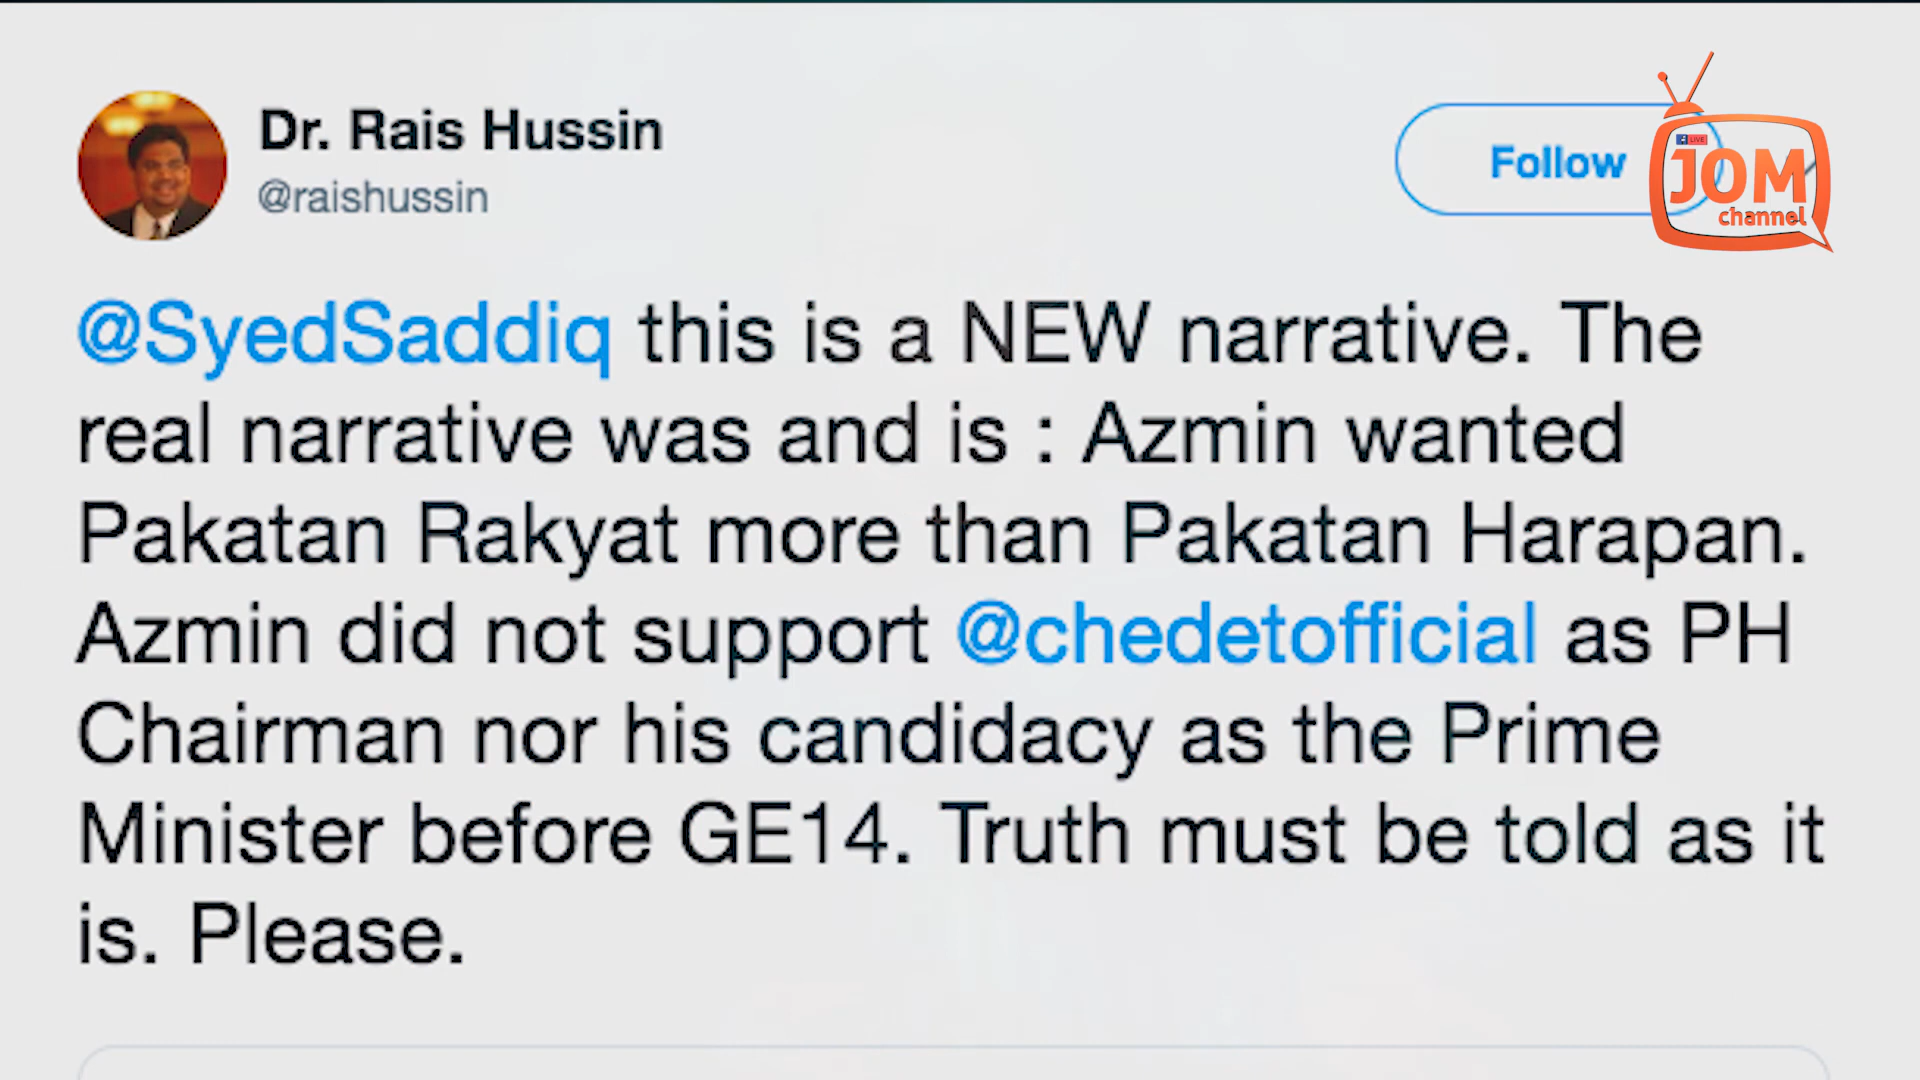 Dr. Rais Hussin
@raishussin
Follow
LIVE
JOM
channel
@SyedSaddiq this is a NEW narrative. The
real narrative was and is : Azmin wanted
Pakatan Rakyat more than Pakatan Harapan.
Azmin did not support @chedetofficial as PH
Chairman nor his candidacy as the Prime
Minister before GE14. Truth must be told as it
is. Please.